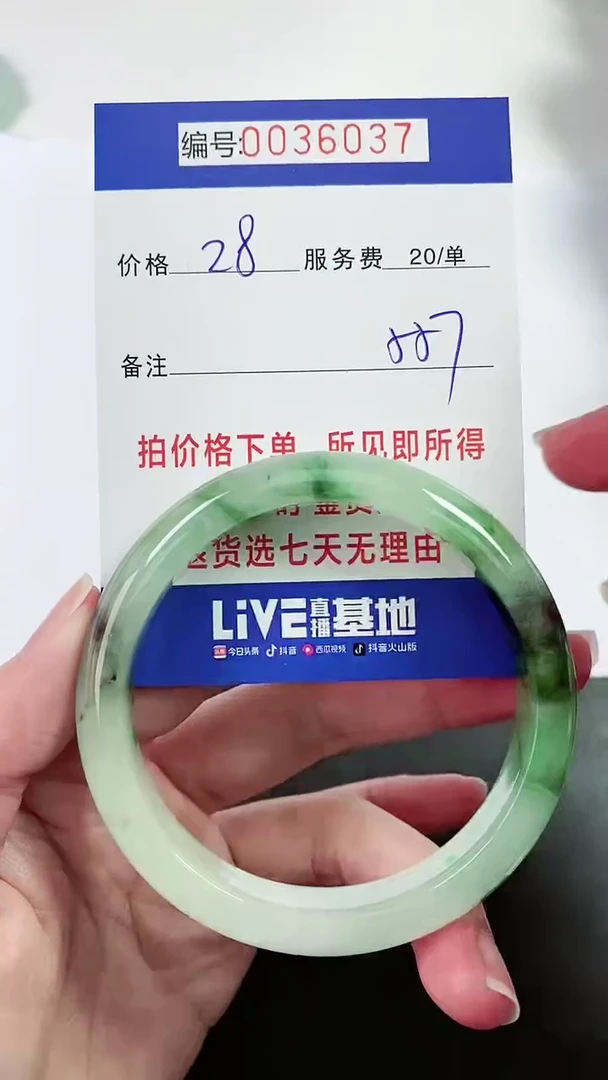 编号:0036037
价格 28 服务费 20/单
备注
拍价格下单 所见即所得
货选七天无理由
LiVE直播基地
今日头条 抖音 西瓜视频 抖音火山版